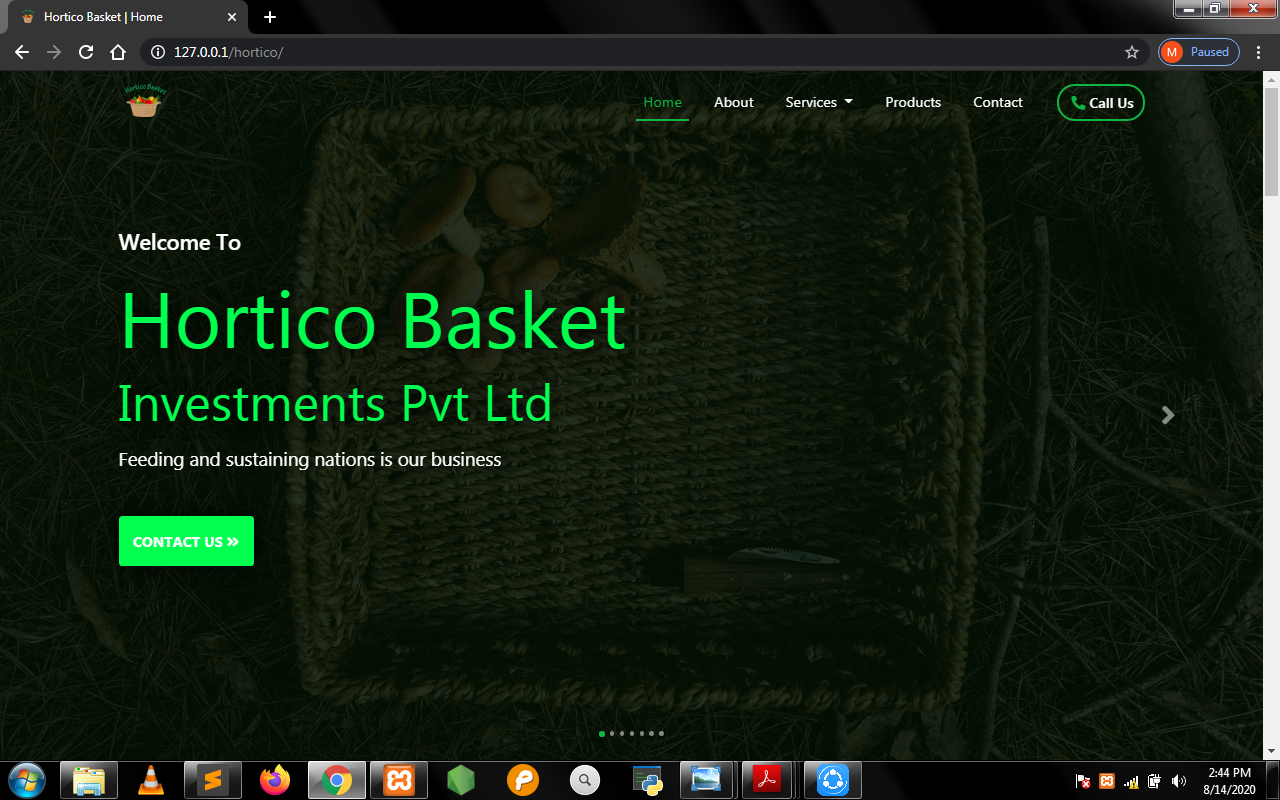 Hortico Basket | Home
127.0.0.1/hortico/
M
Paused
Hortico Basket
Home
About
Services
Products
Contact
Call Us
Welcome To
Hortico Basket
Investments Pvt Ltd
Feeding and sustaining nations is our business
CONTACT US »
2:44 PM
8/14/2020